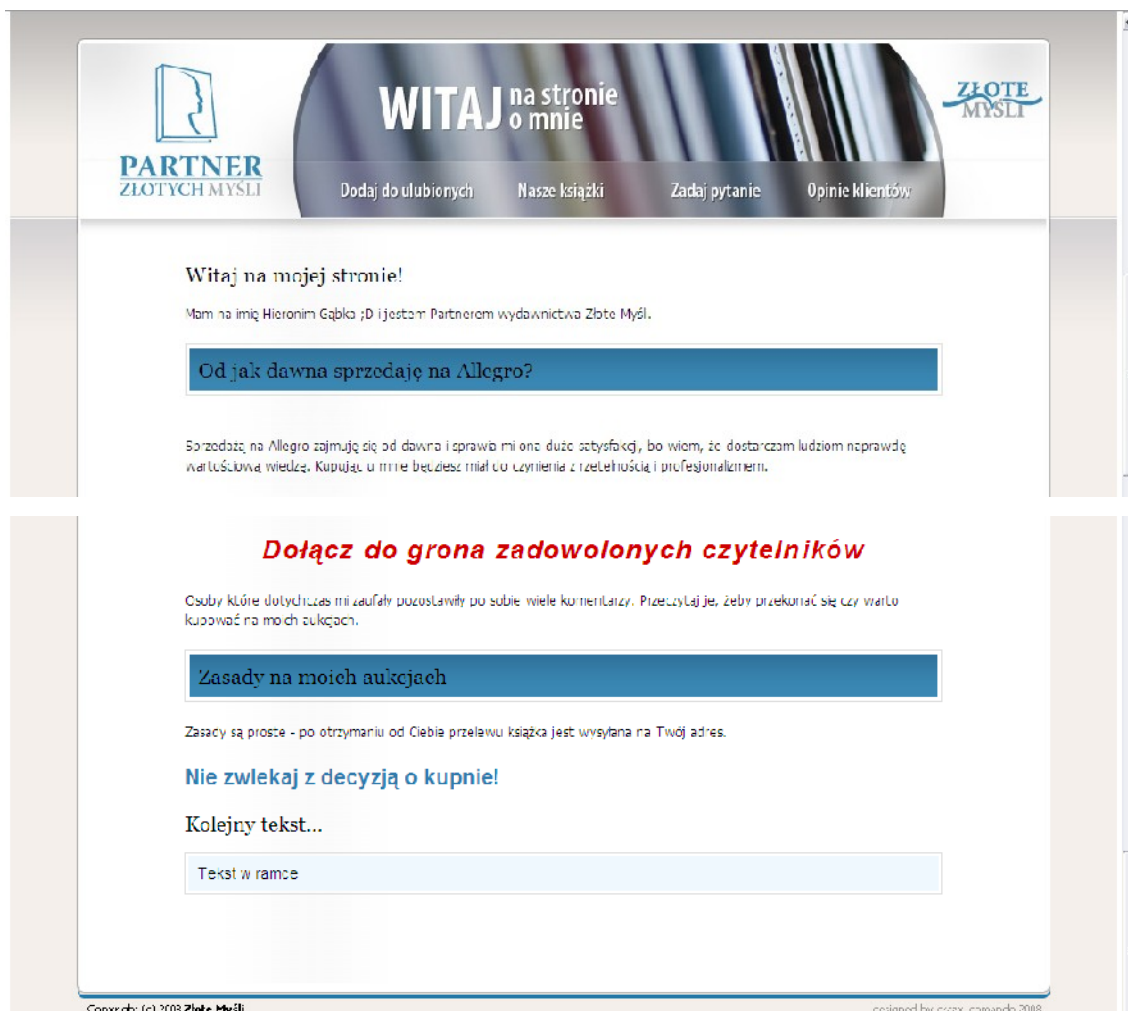 PARTNER
ZŁOTYCH MYŚLI
WITAJ na stronie
o mnie
ZŁOTE
MYŚLI
Dodaj do ulubionych Nasze książki Zadaj pytanie Opinie klientów
Witaj na mojej stronie!
Mam na imię Hieronim Gąbka ;D i jestem Partnerem wydawnictwa Złote Myśl.
Od jak dawna sprzedaję na Allegro?
Sprzedażą na Allegro zajmuję się od dawna i sprawia mi ona dużo satysfakcji, bo wiem, że dostarczam ludziom naprawdę
wartościową wiedzę. Kupując u mnie będziesz miał do czynienia z rzetelnością i profesjonalizmem.
Dołącz do grona zadowolonych czytelników
Osoby które dotychczas mi zaufały pozostawiły po sobie wiele komentarzy. Przeczytaj je, żeby przekonać się czy warto
kupować na moich aukcjach.
Zasady na moich aukcjach
Zasady są proste - po otrzymaniu od Ciebie przelewu książka jest wysyłana na Twój adres.
Nie zwlekaj z decyzją o kupnie!
Kolejny tekst...
Tekst w ramce
Copyright (c) 2008 Złote Myśli
designed by 2008